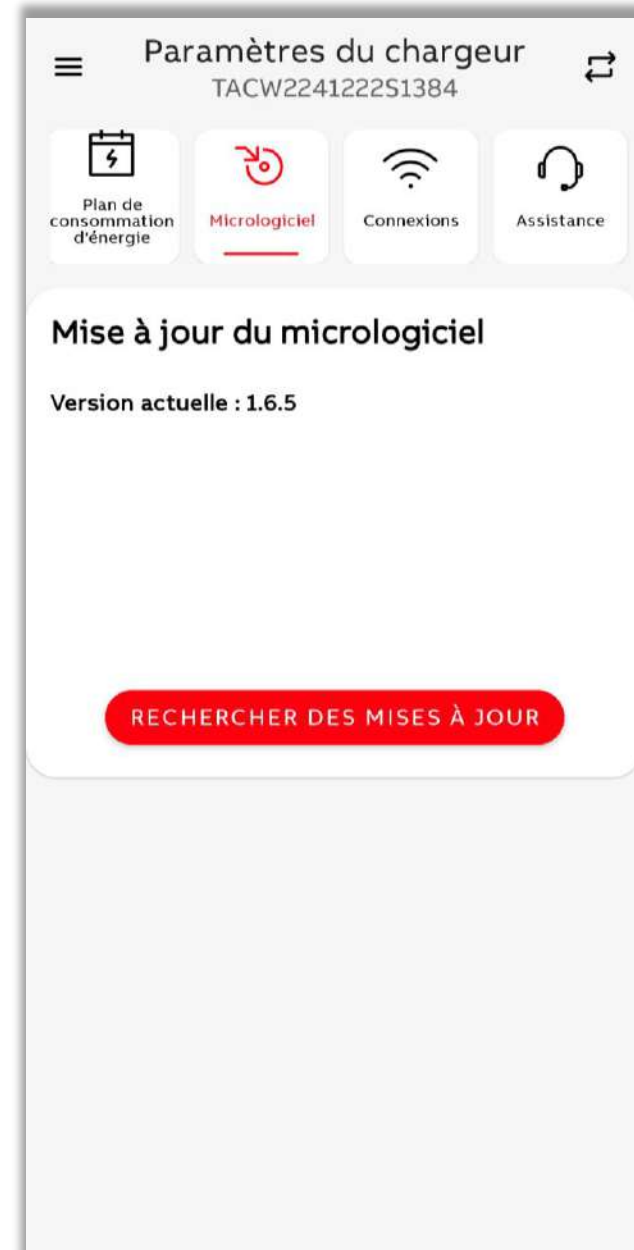 Paramètres du chargeur
TACW2241222S1384
Plan de
consommation
d'énergie
Micrologiciel
Connexions
Assistance
Mise à jour du micrologiciel
Version actuelle : 1.6.5
RECHERCHER DES MISES À JOUR